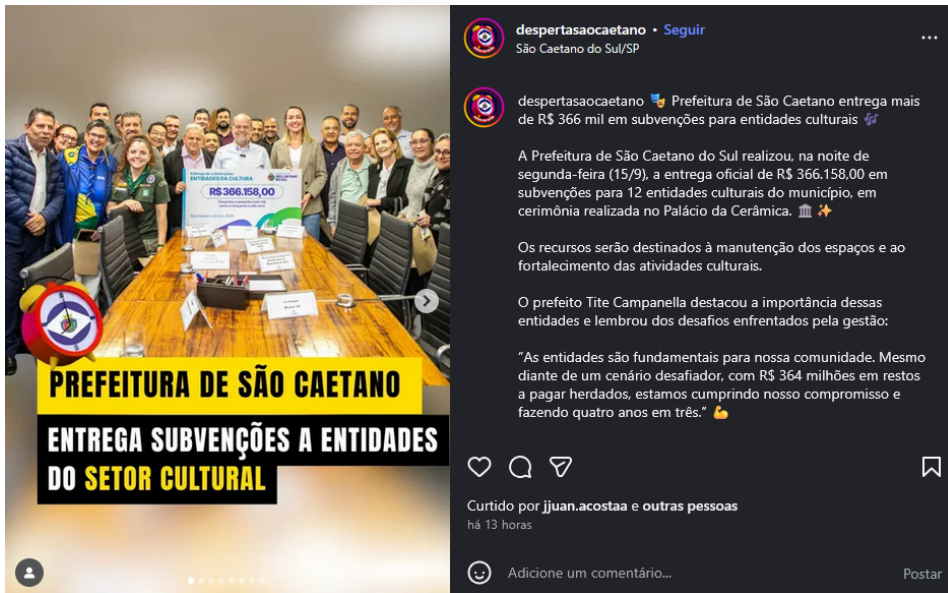 despertasaocaetano • Seguir
São Caetano do Sul/SP
despertasaocaetano 🎭 Prefeitura de São Caetano entrega mais
de R$ 366 mil em subvenções para entidades culturais 🎶
A Prefeitura de São Caetano do Sul realizou, na noite de
segunda-feira (15/9), a entrega oficial de R$ 366.158,00 em
subvenções para 12 entidades culturais do município, em
cerimônia realizada no Palácio da Cerâmica. 🏛️ ✨
Os recursos serão destinados à manutenção dos espaços e ao
fortalecimento das atividades culturais.
O prefeito Tite Campanella destacou a importância dessas
entidades e lembrou dos desafios enfrentados pela gestão:
"As entidades são fundamentais para nossa comunidade. Mesmo
diante de um cenário desafiador, com R$ 364 milhões em restos
a pagar herdados, estamos cumprindo nosso compromisso e
fazendo quatro anos em três." 💪
Curtido por jjuan.acostaa e outras pessoas
há 13 horas
Adicione um comentário...
Postar
ENTIDADES DA CULTURA
R$ 366.158,00
PREFEITURA DE SÃO CAETANO
ENTREGA SUBVENÇÕES A ENTIDADES
DO SETOR CULTURAL